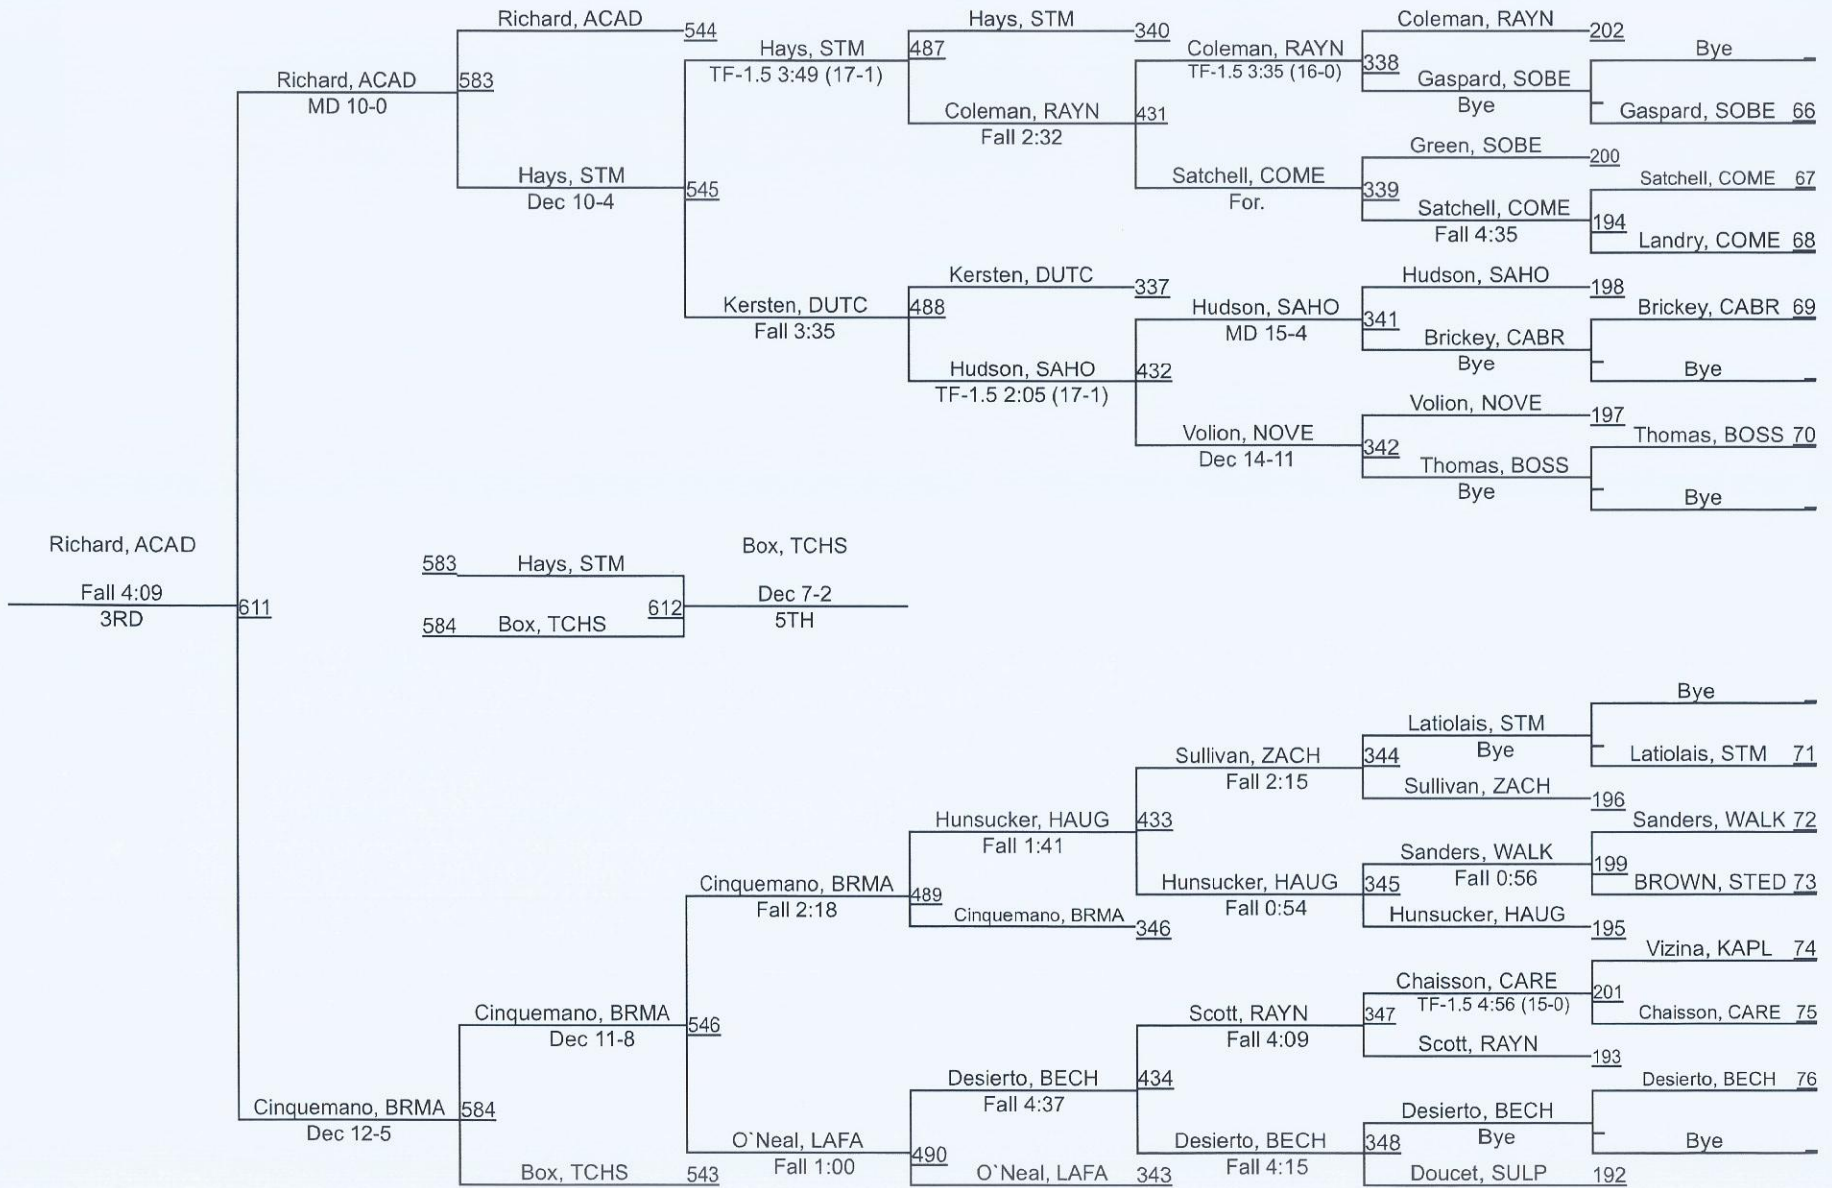 Richard, ACAD
544
Hays, STM
340
Coleman, RAYN
202
Hays, STM
487
Coleman, RAYN
338
Bye
TF-1.5 3:49 (17-1)
TF-1.5 3:35 (16-0)
Richard, ACAD
583
Gaspard, SOBE
MD 10-0
Coleman, RAYN
431
Bye
Gaspard, SOBE 66
Fall 2:32
Green, SOBE
200
Hays, STM
545
Satchell, COME
339
Satchell, COME 67
Dec 10-4
For.
Satchell, COME
194
Fall 4:35
Landry, COME 68
Kersten, DUTC
337
Hudson, SAHO
198
Kersten, DUTC
488
Hudson, SAHO
341
Brickey, CABR 69
Fall 3:35
MD 15-4
Brickey, CABR
Hudson, SAHO
432
Bye
Bye
TF-1.5 2:05 (17-1)
Volion, NOVE
197
Volion, NOVE
342
Thomas, BOSS 70
Dec 14-11
Thomas, BOSS
Bye
Bye
Richard, ACAD
Box, TCHS
583
Hays, STM
Fall 4:09
611
612
Dec 7-2
3RD
584
Box, TCHS
5TH
Bye
Latiolais, STM
Sullivan, ZACH
344
Bye
Latiolais, STM 71
Fall 2:15
Sullivan, ZACH
196
Hunsucker, HAUG
433
Sanders, WALK 72
Fall 1:41
Sanders, WALK
199
Cinquemano, BRMA
489
Hunsucker, HAUG
345
Fall 0:56
BROWN, STED 73
Fall 2:18
Cinquemano, BRMA
346
Fall 0:54
Hunsucker, HAUG
195
Vizina, KAPL 74
Chaisson, CARE
201
Cinquemano, BRMA
546
Scott, RAYN
347
TF-1.5 4:56 (15-0)
Chaisson, CARE 75
Dec 11-8
Fall 4:09
Scott, RAYN
193
Desierto, BECH
434
Desierto, BECH 76
Cinquemano, BRMA
584
Fall 4:37
Desierto, BECH
Dec 12-5
O`Neal, LAFA
490
Desierto, BECH
348
Bye
Bye
Fall 1:00
Fall 4:15
Box, TCHS
543
O`Neal, LAFA
343
Doucet, SULP
192